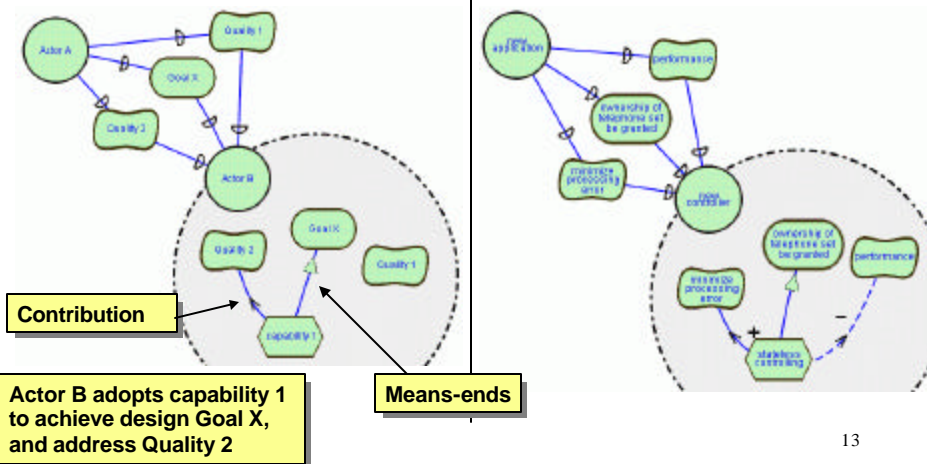 Actor A
Quality 1
Goal X
Quality 2
Actor B
Goal X
Quality 2
Quality 1
capability 1
Contribution
Means-ends
Actor B adopts capability 1
to achieve design Goal X,
and address Quality 2
new
application
performance
ownership of
telephone set
be granted
minimize
processing
error
new
controller
ownership of
telephone set
be granted
performance
minimize
processing
error
+
-
controlling
13